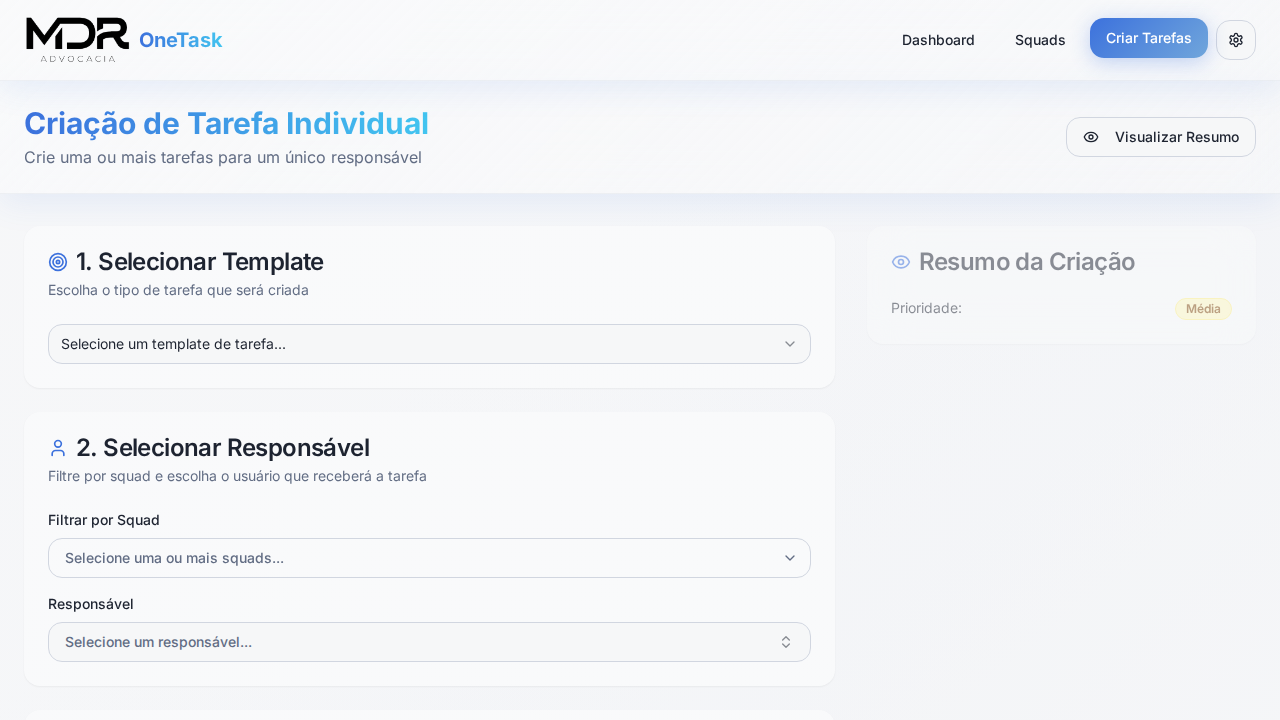 MDR
ADVOCACIA
OneTask
Dashboard
Squads
Criar Tarefas
Criação de Tarefa Individual
Crie uma ou mais tarefas para um único responsável
Visualizar Resumo
1. Selecionar Template
Escolha o tipo de tarefa que será criada
Selecione um template de tarefa...
2. Selecionar Responsável
Filtre por squad e escolha o usuário que receberá a tarefa
Filtrar por Squad
Selecione uma ou mais squads...
Responsável
Selecione um responsável...
Resumo da Criação
Prioridade:
Média